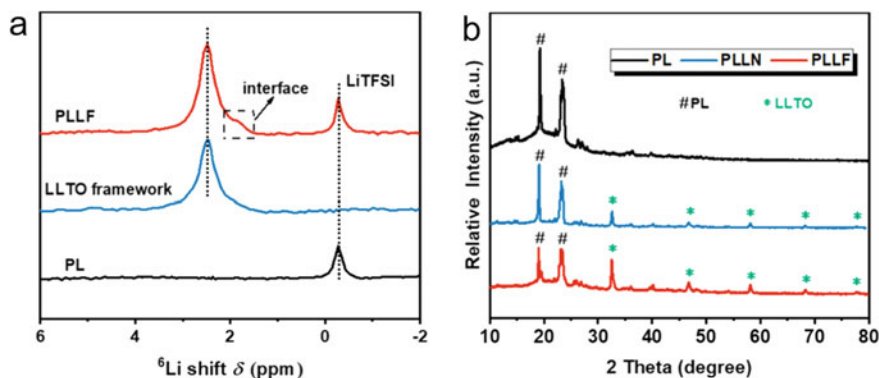 a
PLLF
interface
LiTFSI
LLTO framework
PL
6 4 2 0 -2
⁶Li shift δ (ppm)
b
Relative Intensity (a.u.)
PL PLLN PLLF
#PL * LLTO
# #
# # * * * * *
# # * * * * *
10 20 30 40 50 60 70 80
2 Theta (degree)